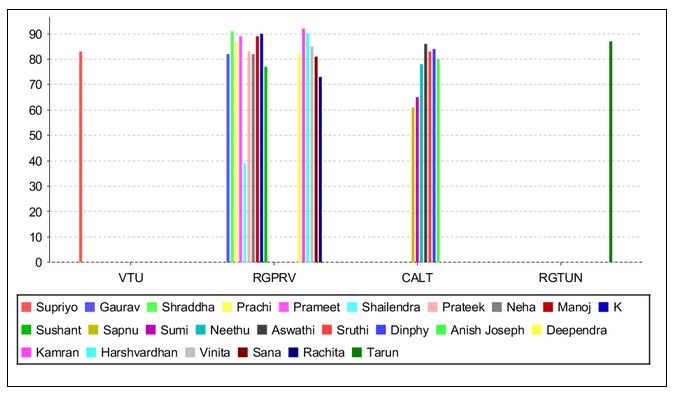 90
80
70
60
50
40
30
20
10
0
VTU RGPRV CALT RGTUN
Supriyo Gaurav Shraddha Prachi Prameet Shailendra Prateek Neha Manoj K
Sushant Sapnu Sumi Neethu Aswathi Sruthi Dinphy Anish Joseph Deependra
Kamran Harshvardhan Vinita Sana Rachita Tarun